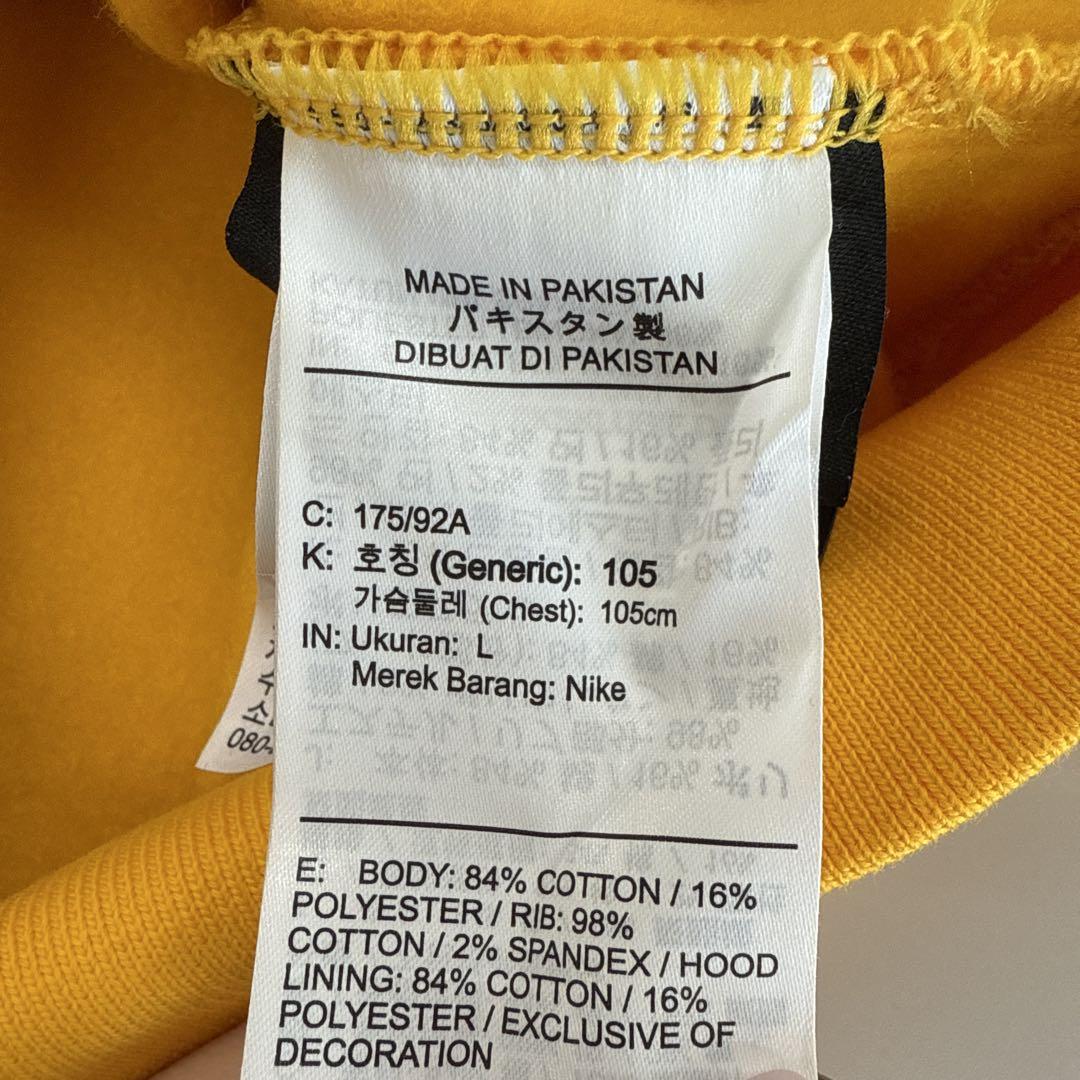 MADE IN PAKISTAN
パキスタン製
DIBUAT DI PAKISTAN
C: 175/92A
K: 호칭 (Generic): 105
가슴둘레 (Chest): 105cm
IN: Ukuran: L
Merek Barang: Nike
080-
E: BODY: 84% COTTON / 16%
POLYESTER / RIB: 98%
COTTON / 2% SPANDEX / HOOD
LINING: 84% COTTON / 16%
POLYESTER / EXCLUSIVE OF
DECORATION